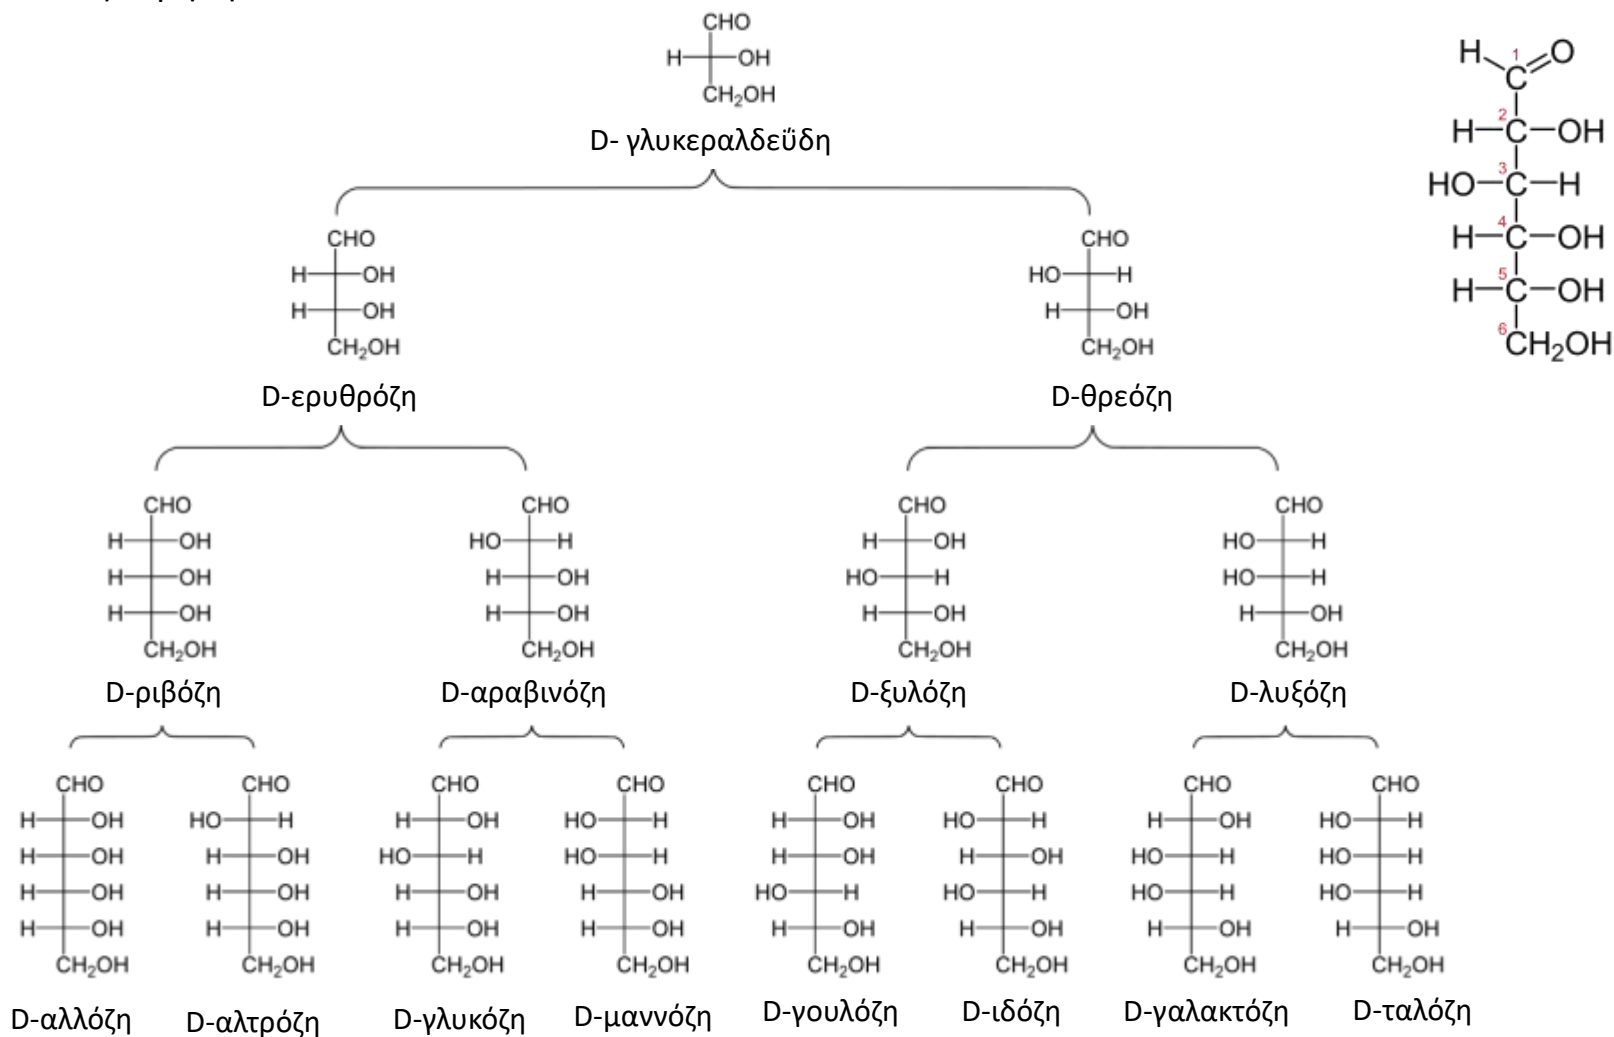 CHO
H OH
CH₂OH
D- γλυκεραλδεΰδη
H 1 O
C
2
H C OH
3
HO C H
4
H C OH
5
H C OH
6
CH₂OH
CHO CHO
H OH HO H
H OH H OH
CH₂OH CH₂OH
D-ερυθρόζη D-θρεόζη
CHO CHO CHO CHO
H OH HO H H OH HO H
H OH H OH HO H HO H
H OH H OH H OH H OH
CH₂OH CH₂OH CH₂OH CH₂OH
D-ριβόζη D-αραβινόζη D-ξυλόζη D-λυξόζη
CHO CHO CHO CHO CHO CHO CHO CHO
H OH HO H H OH HO H H OH HO H H OH HO H
H OH H OH HO H HO H H OH H OH HO H HO H
H OH H OH H OH H OH HO H HO H HO H HO H
H OH H OH H OH H OH H OH H OH H OH H OH
CH₂OH CH₂OH CH₂OH CH₂OH CH₂OH CH₂OH CH₂OH CH₂OH
D-αλλόζη D-αλτρόζη D-γλυκόζη D-μαννόζη D-γουλόζη D-ιδόζη D-γαλακτόζη D-ταλόζη